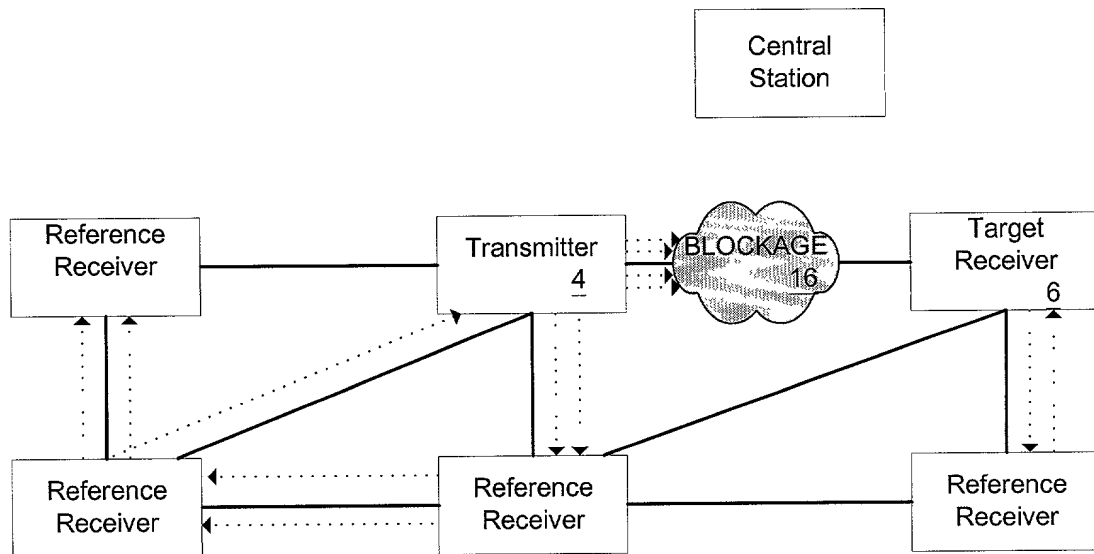 Central
Station
Reference
Receiver
Transmitter
4
BLOCKAGE
16
Target
Receiver
6
Reference
Receiver
Reference
Receiver
Reference
Receiver